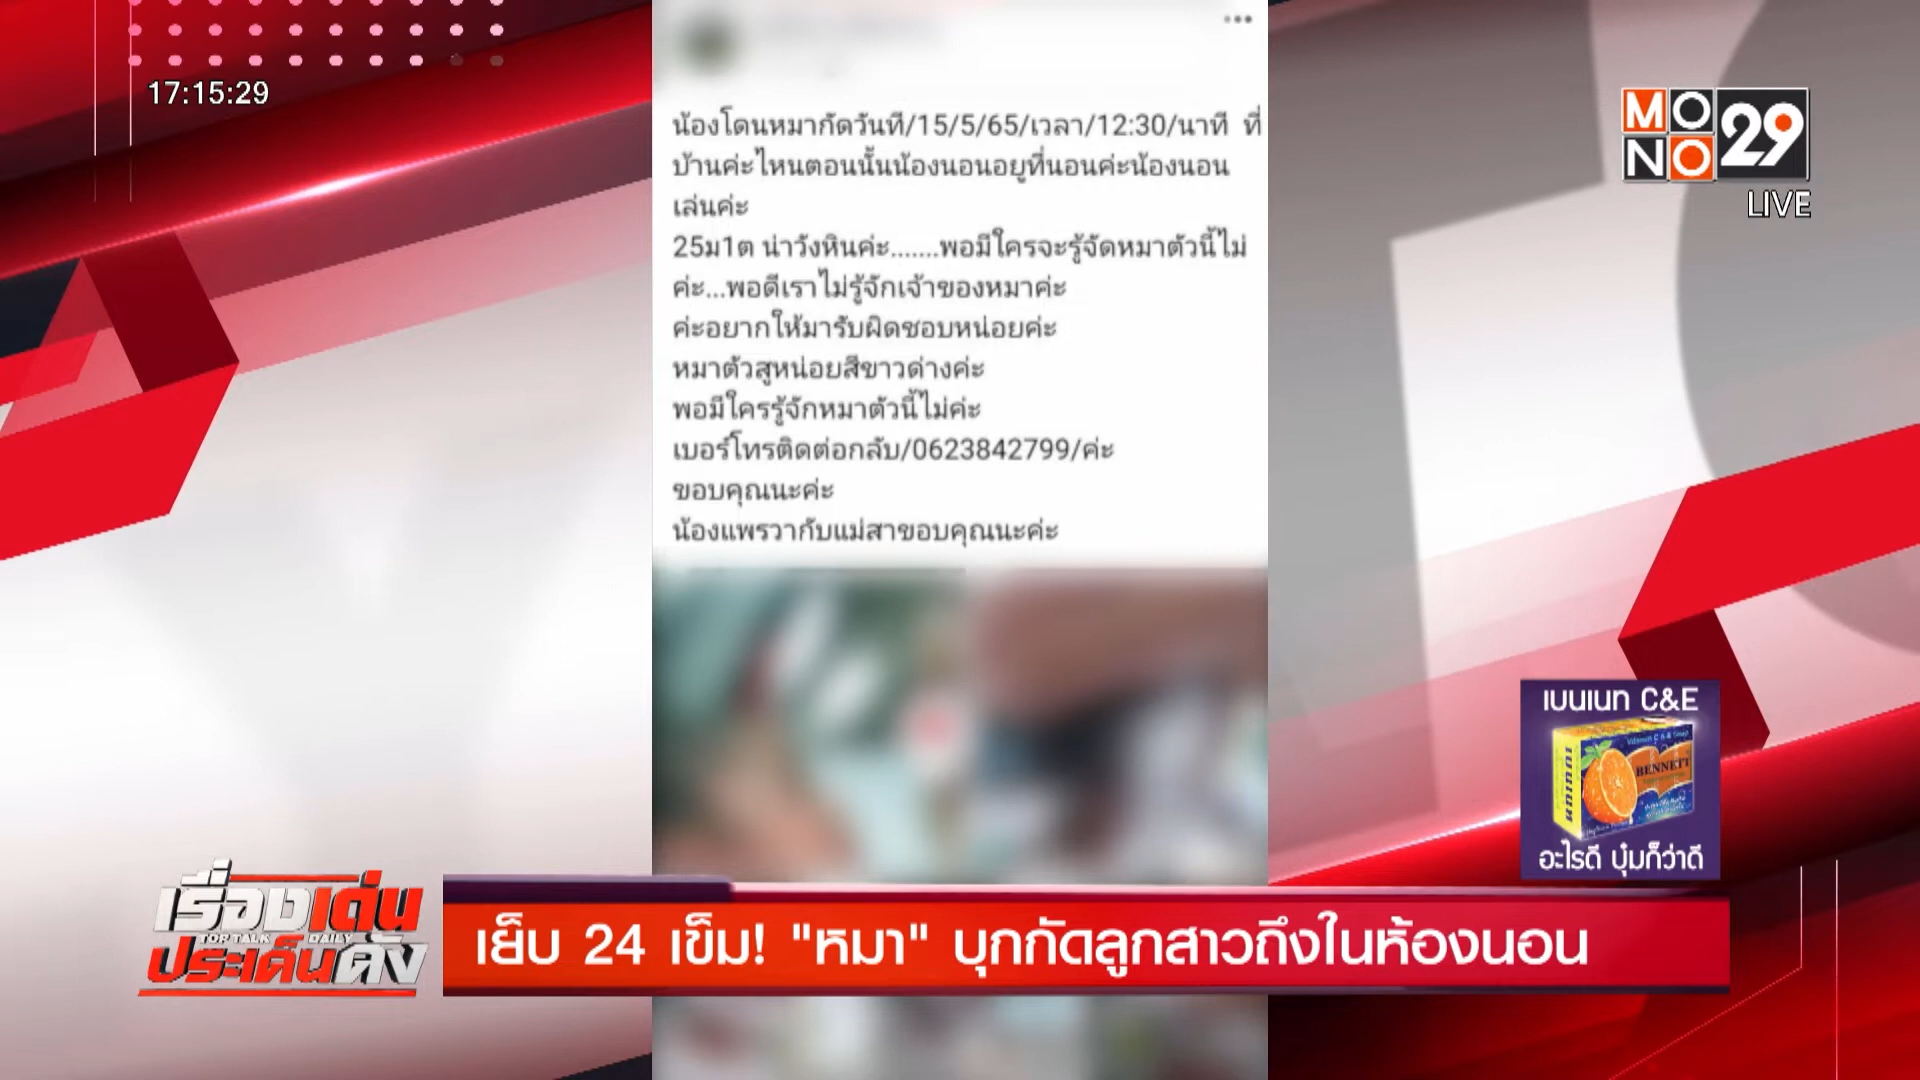 17:15:29
MONO 29
LIVE
น้องโดนหมากัดวันที/15/5/65/เวลา/12:30/นาที ที่
บ้านค่ะไหนตอนนั้นน้องนอนอยูที่นอนค่ะน้องนอน
เล่นค่ะ
25ม1ต น่าวังหินค่ะ.......พอมีใครจะรู้จัดหมาตัวนี้ไม่
ค่ะ...พอดีเราไม่รู้จักเจ้าของหมาค่ะ
ค่ะอยากให้มารับผิดชอบหน่อยค่ะ
หมาตัวสูหน่อยสีขาวด่างค่ะ
พอมีใครรู้จักหมาตัวนี้ไม่ค่ะ
เบอร์โทรติดต่อกลับ/0623842799/ค่ะ
ขอบคุณนะค่ะ
น้องแพรวากับแม่สาขอบคุณนะค่ะ
เบนเนท C&E
Vitamin C & E Soap
BENNETT
เบนเนท
อะไรดี บุ๋มก็ว่าดี
เรื่องเด่น
TOP TALK DAILY
ประเด็นดัง
เย็บ 24 เข็ม! "หมา" บุกกัดลูกสาวถึงในห้องนอน